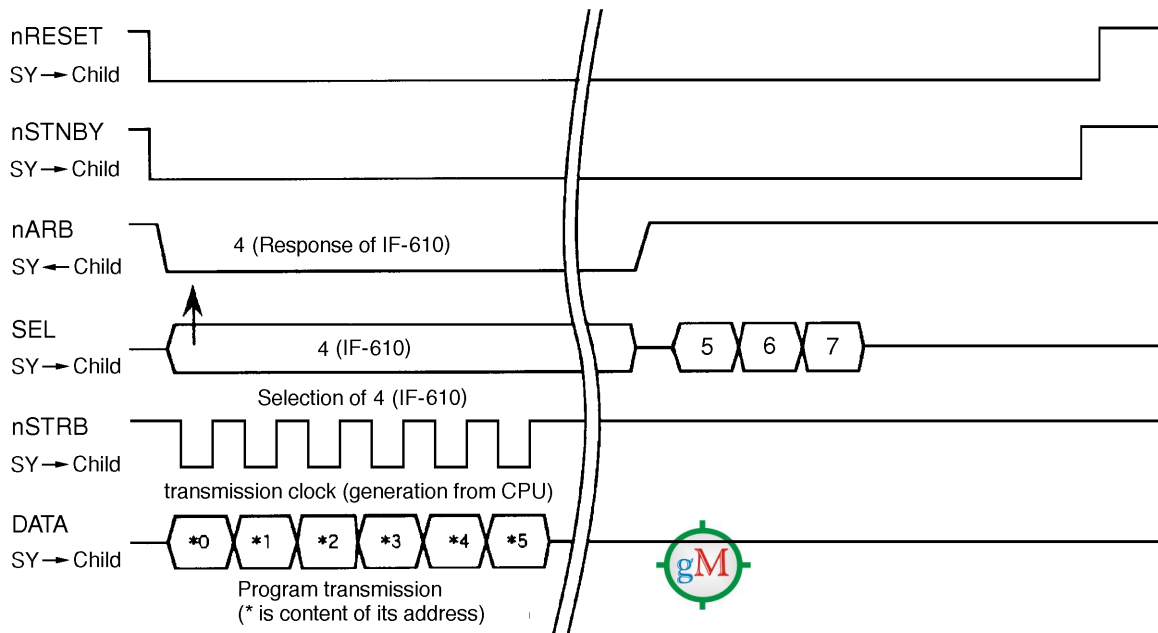 nRESET
SY → Child
nSTNBY
SY → Child
nARB
4 (Response of IF-610)
SY ← Child
SEL
4 (IF-610)
5 6 7
SY → Child
Selection of 4 (IF-610)
nSTRB
SY → Child
transmission clock (generation from CPU)
DATA
*0 *1 *2 *3 *4 *5
SY → Child
gM
Program transmission
(* is content of its address)